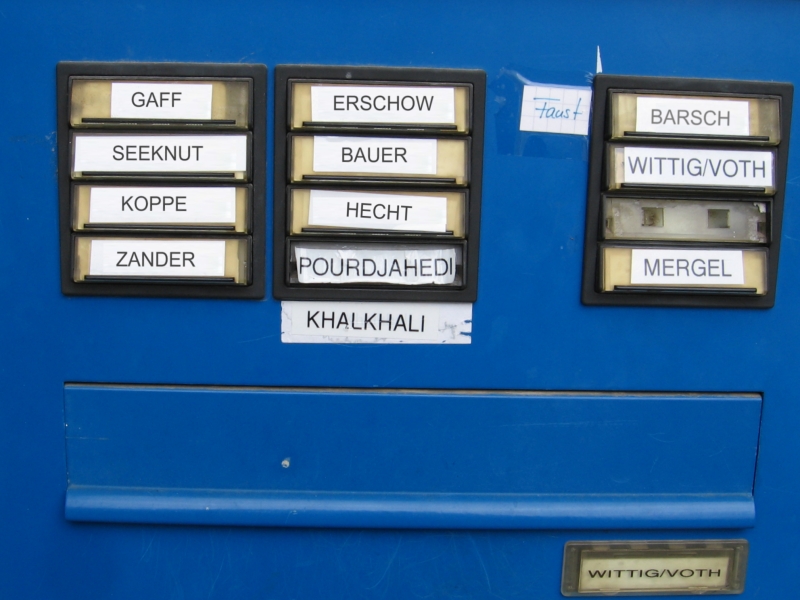 GAFF
SEEKNUT
KOPPE
ZANDER
ERSCHOW
BAUER
HECHT
POURDJAHEDI
KHALKHALI
Faust
BARSCH
WITTIG/VOTH
MERGEL
WITTIG/VOTH